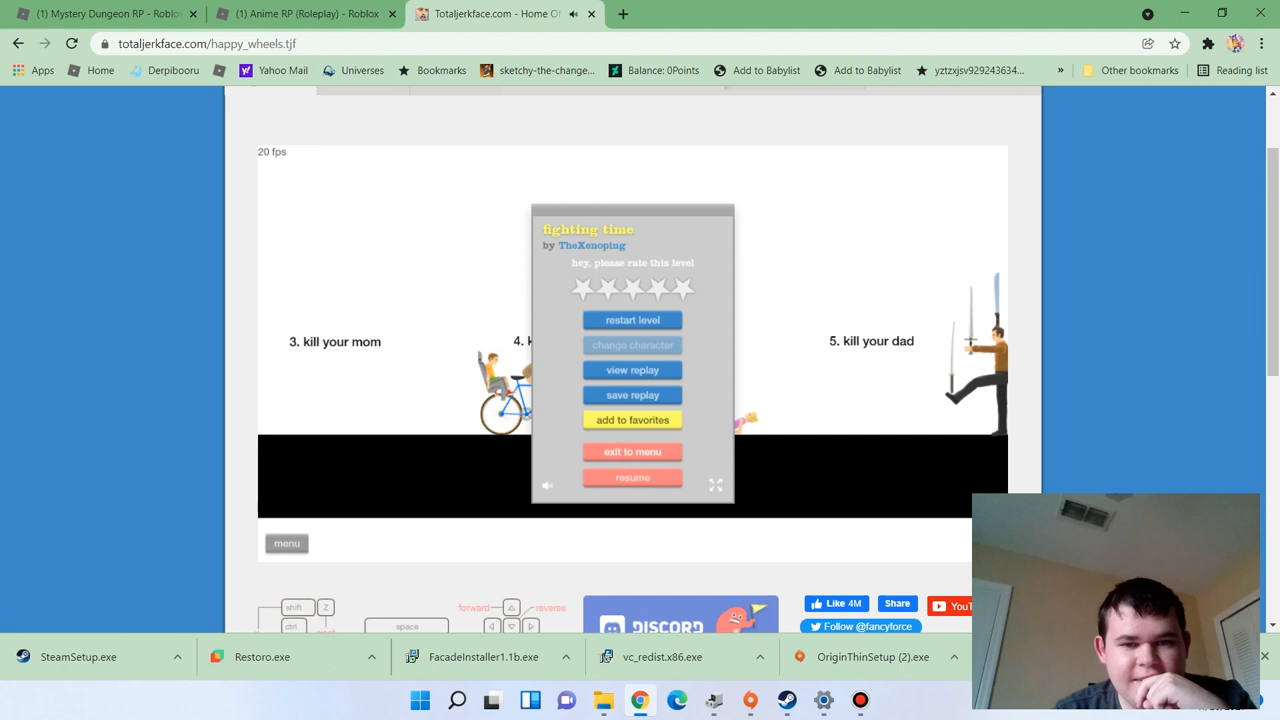 (1) Mystery Dungeon RP - Roblo
(1) Anime RP (Roleplay) - Roblox
Totaljerkface.com - Home Of
totaljerkface.com/happy_wheels.tjf
Apps
Home
Derpibooru
Yahoo Mail
Universes
Bookmarks
sketchy-the-change...
Balance: 0Points
Add to Babylist
Add to Babylist
yztzxjsv929243634...
»
Other bookmarks
Reading list
20 fps
fighting time
by TheXenoping
hey, please rate this level
restart level
3. kill your mom
4. k
5. kill your dad
change character
view replay
save replay
add to favorites
exit to menu
resume
menu
shift
Z
forward
reverse
ctrl
eject
space
DISCORD
Like 4M
Share
YouT
Follow @fancyforce
SteamSetup.exe
Restoro.exe
vc_redist.x86.exe
OriginThinSetup (2).exe